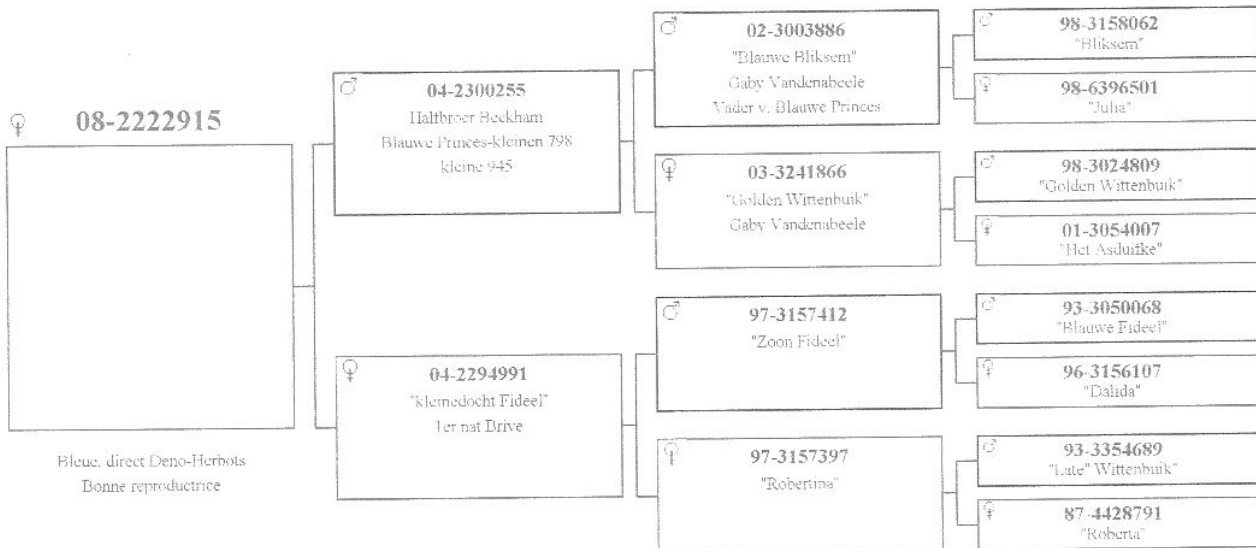 ♀ 08-2222915
Bleue, direct Deno-Herbots
Bonne reproductrice
♂ 04-2300255
Halfbroer Beckham
Blauwe Princes-kleinen 798
kleine 945
♀ 04-2294991
"kleinedocht Fideel"
1er nat Brive
♂ 02-3003886
"Blauwe Bliksem"
Gaby Vandenabeele
Vader v. Blauwe Princes
♀ 03-3241866
"Golden Wittenbuik"
Gaby Vandenabeele
♂ 97-3157412
"Zoon Fideel"
♀ 97-3157397
"Robertina"
♂ 98-3158062
"Bliksem"
♀ 98-6396501
"Julia"
♂ 98-3024809
"Golden Wittenbuik"
♀ 01-3054007
"Het Asduifke"
♂ 93-3050068
"Blauwe Fideel"
♀ 96-3156107
"Dalida"
♂ 93-3354689
"Late" Wittenbuik"
♀ 87-4428791
"Roberta"